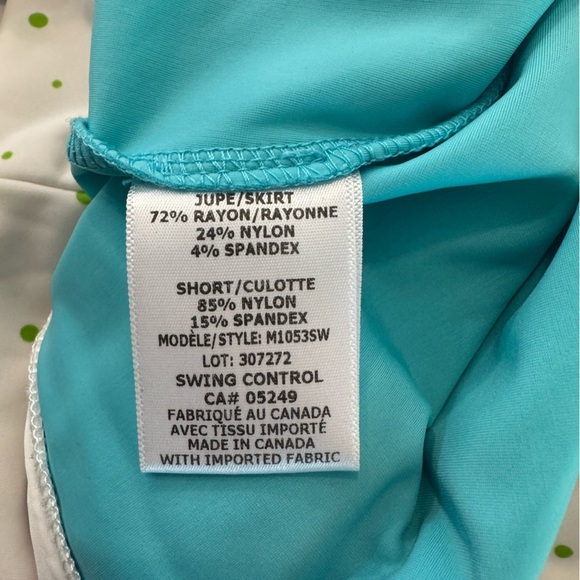 JUPE/SKIRT
72% RAYON/RAYONNE
24% NYLON
4% SPANDEX
SHORT/CULOTTE
85% NYLON
15% SPANDEX
MODÈLE/STYLE: M1053SW
LOT: 307272
SWING CONTROL
CA# 05249
FABRIQUÉ AU CANADA
AVEC TISSU IMPORTÉ
MADE IN CANADA
WITH IMPORTED FABRIC